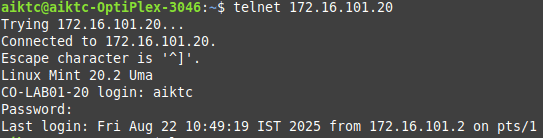 aiktc@aiktc-OptiPlex-3046:~$ telnet 172.16.101.20
Trying 172.16.101.20...
Connected to 172.16.101.20.
Escape character is '^]'.
Linux Mint 20.2 Uma
CO-LAB01-20 login: aiktc
Password:
Last login: Fri Aug 22 10:49:19 IST 2025 from 172.16.101.2 on pts/1